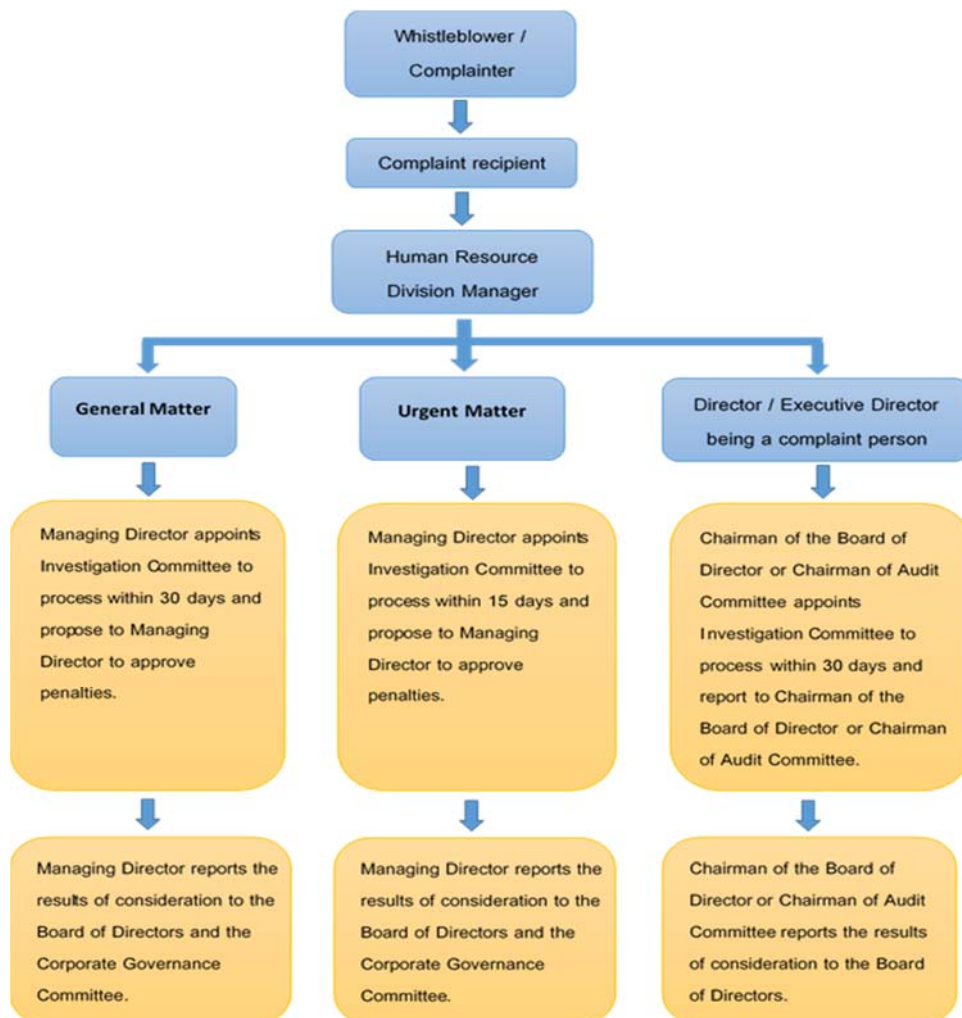 Whistleblower /
Complainter
Complaint recipient
Human Resource
Division Manager
General Matter
Urgent Matter
Director / Executive Director
being a complaint person
Managing Director appoints
Investigation Committee to
process within 30 days and
propose to Managing
Director to approve
penalties.
Managing Director appoints
Investigation Committee to
process within 15 days and
propose to Managing
Director to approve
penalties.
Chairman of the Board of
Director or Chairman of Audit
Committee appoints
Investigation Committee to
process within 30 days and
report to Chairman of the
Board of Director or Chairman
of Audit Committee.
Managing Director reports the
results of consideration to the
Board of Directors and the
Corporate Governance
Committee.
Managing Director reports the
results of consideration to the
Board of Directors and the
Corporate Governance
Committee.
Chairman of the Board of
Director or Chairman of Audit
Committee reports the results
of consideration to the Board
of Directors.